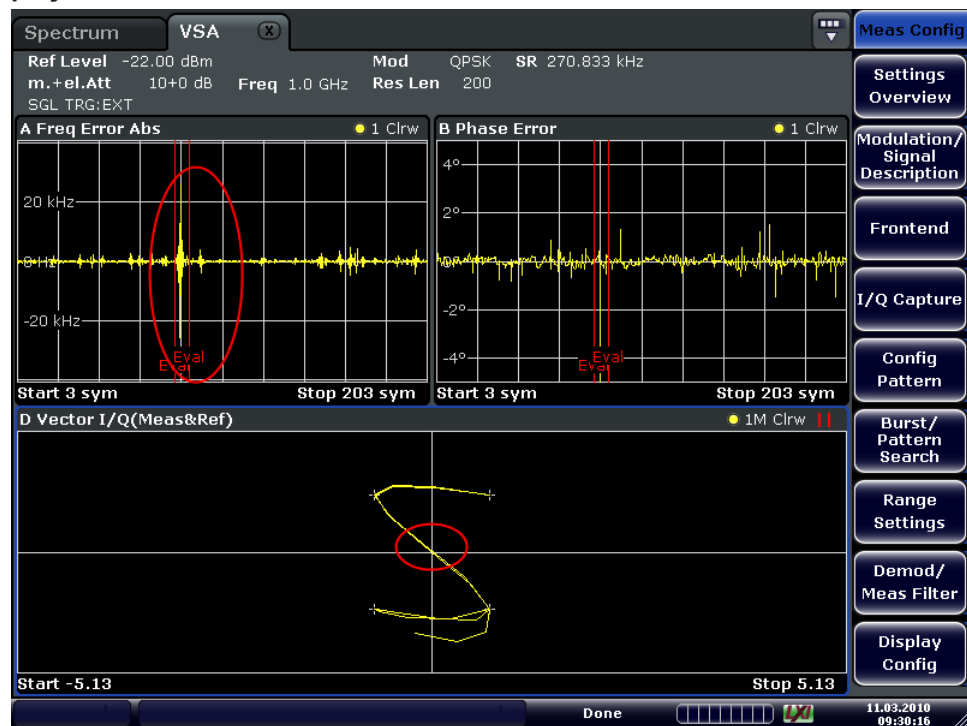 Spectrum VSA X
Ref Level -22.00 dBm Mod QPSK SR 270.833 kHz
m.+el.Att 10+0 dB Freq 1.0 GHz Res Len 200
SGL TRG:EXT
A Freq Error Abs 1 Clrw
20 kHz
0 Hz
-20 kHz
Eval
Eval
Start 3 sym Stop 203 sym
B Phase Error 1 Clrw
4°
2°
0°
-2°
-4°
Eval
Eval
Start 3 sym Stop 203 sym
D Vector I/Q(Meas&Ref) 1M Clrw
Start -5.13 Stop 5.13
Done LXI 11.03.2010
09:30:16
Meas Config
Settings
Overview
Modulation/
Signal
Description
Frontend
I/Q Capture
Config
Pattern
Burst/
Pattern
Search
Range
Settings
Demod/
Meas Filter
Display
Config